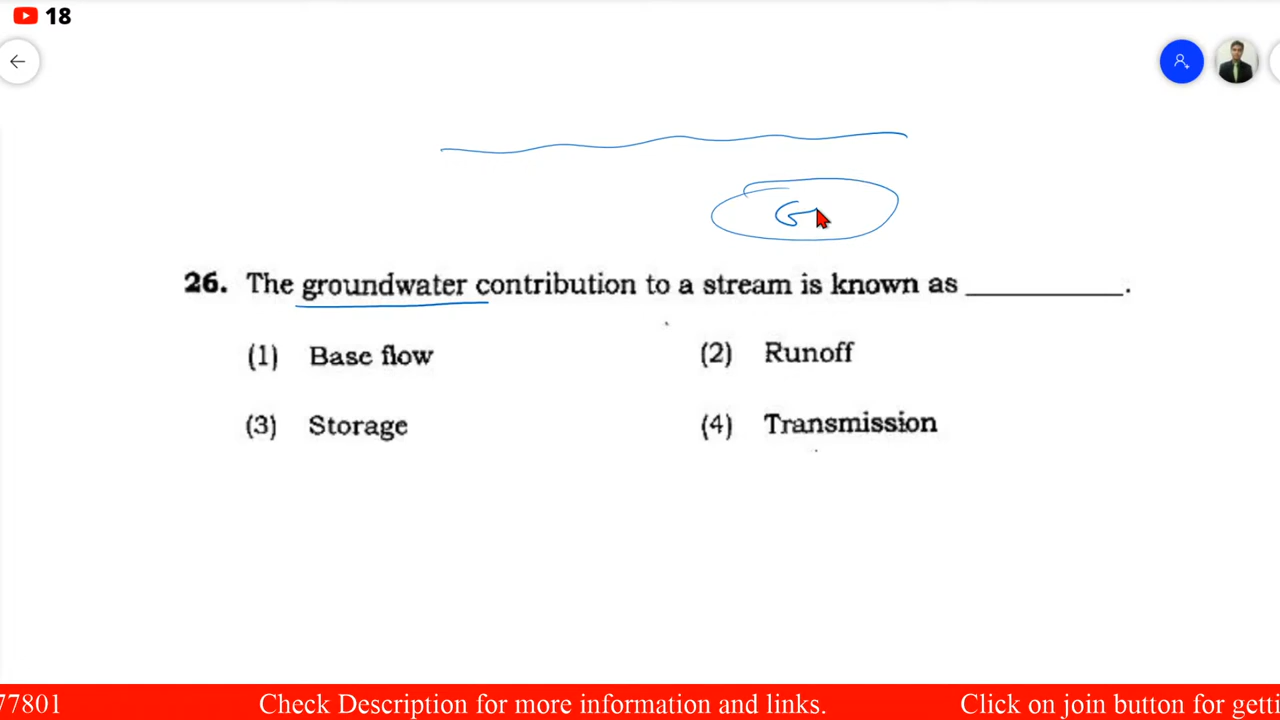 18
26. The groundwater contribution to a stream is known as __________.
(1) Base flow
(2) Runoff
(3) Storage
(4) Transmission
G
77801 Check Description for more information and links. Click on join button for getti